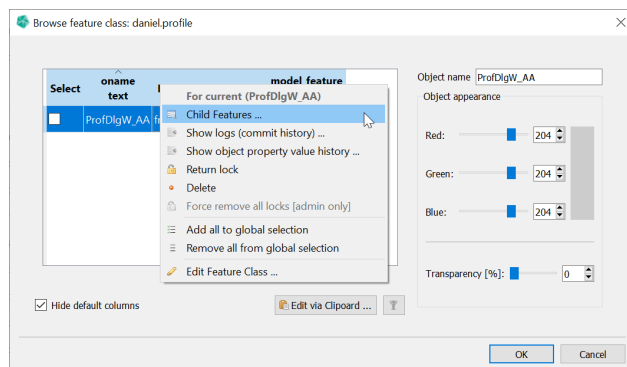 Browse feature class: daniel.profile
Select
oname
text
model_feature
ProfDlgW_AA
For current (ProfDlgW_AA)
Child Features ...
Show logs (commit history) ...
Show object property value history ...
Return lock
Delete
Force remove all locks [admin only]
Add all to global selection
Remove all from global selection
Edit Feature Class ...
Object name ProfDlgW_AA
Object appearance
Red: 204
Green: 204
Blue: 204
Transparency [%]: 0
Hide default columns
Edit via Clipoard ...
OK Cancel